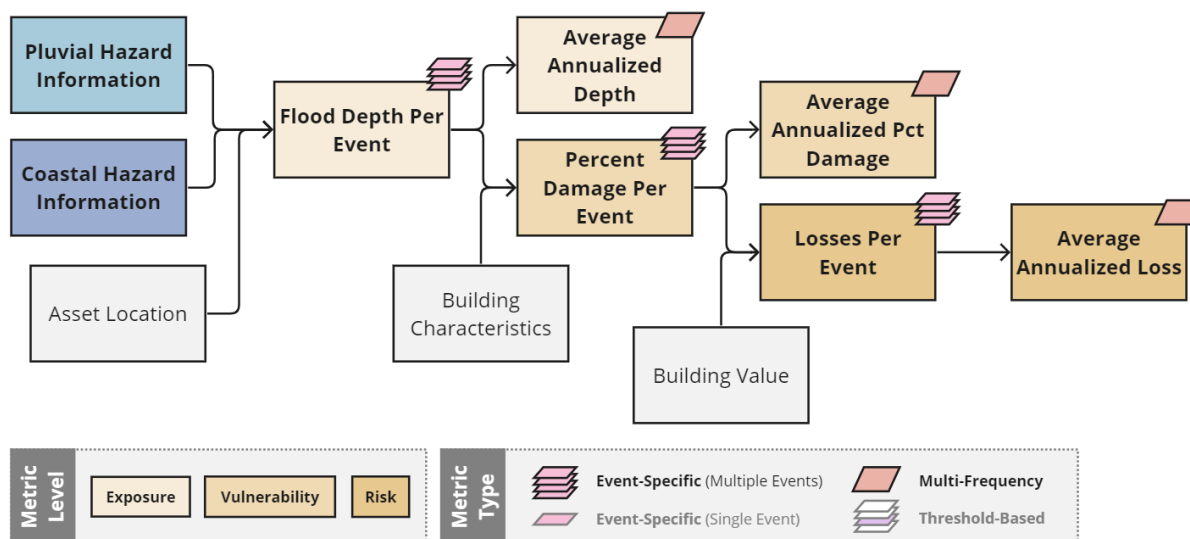 Pluvial Hazard
Information
Coastal Hazard
Information
Asset Location
Flood Depth Per
Event
Average
Annualized
Depth
Percent
Damage Per
Event
Building
Characteristics
Average
Annualized Pct
Damage
Losses Per
Event
Building Value
Average
Annualized Loss
Metric
Level
Exposure
Vulnerability
Risk
Metric
Type
Event-Specific (Multiple Events)
Event-Specific (Single Event)
Multi-Frequency
Threshold-Based